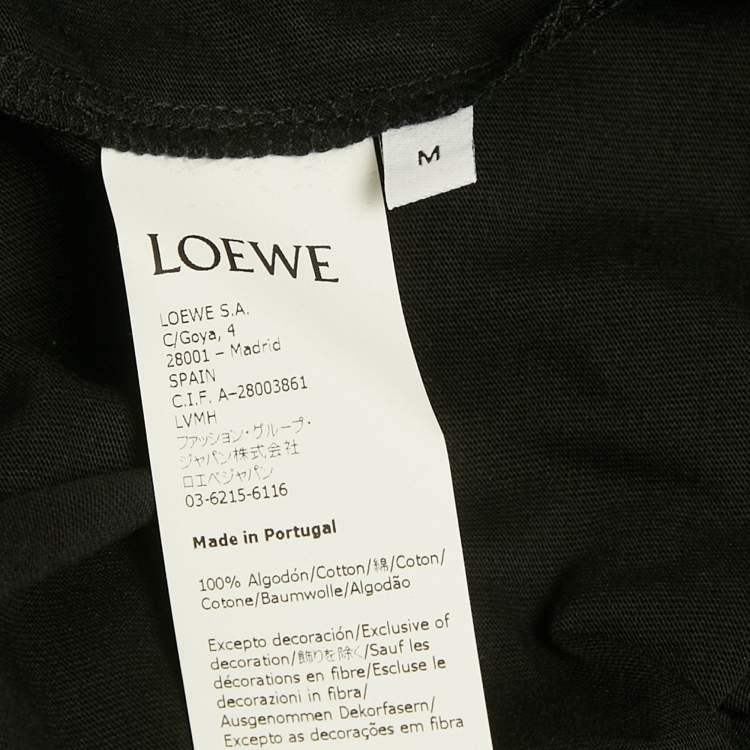 M
LOEWE
LOEWE S.A.
C/Goya, 4
28001 – Madrid
SPAIN
C.I.F. A–28003861
LVMH
ファッション・グループ・
ジャパン株式会社
ロエベジャパン
03-6215-6116
Made in Portugal
100% Algodón/Cotton/綿/Coton/
Cotone/Baumwolle/Algodão
Excepto decoración/Exclusive of
decoration/飾りを除く/Sauf les
décorations en fibre/Escluse le
decorazioni in fibra/
Ausgenommen Dekorfasern/
Excepto as decorações em fibra